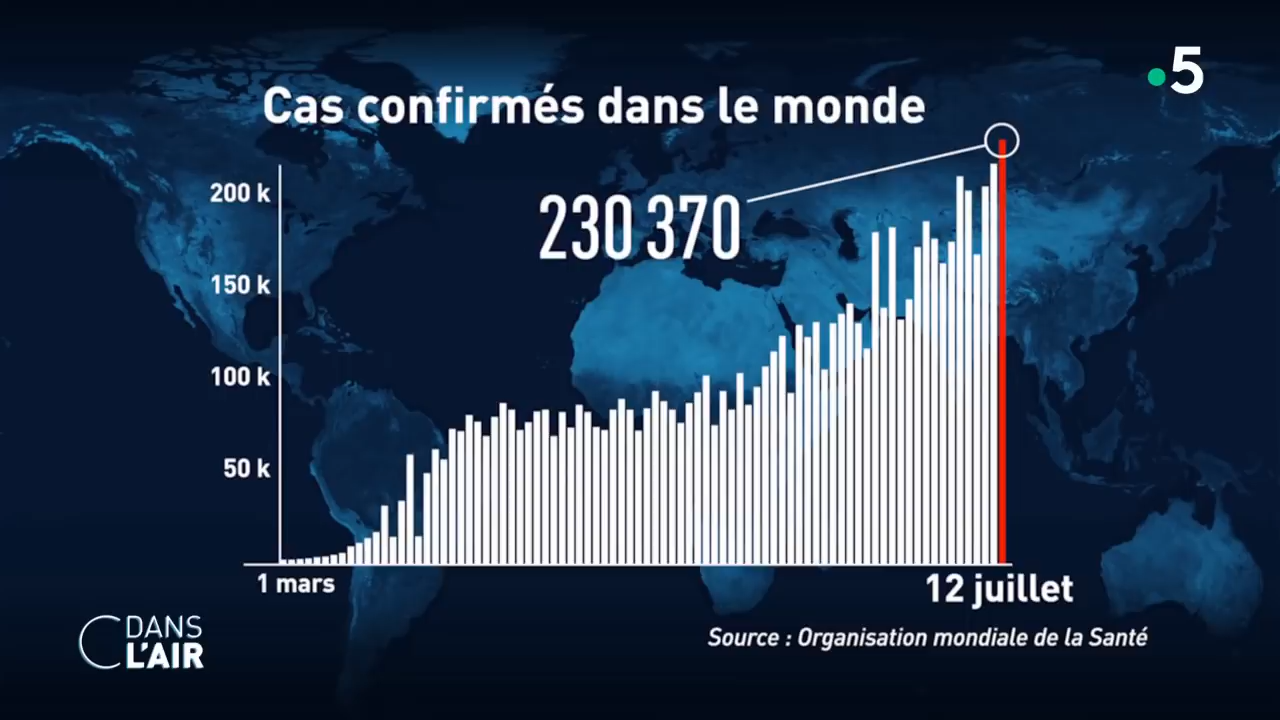 5
Cas confirmés dans le monde
200 k
230 370
150 k
100 k
50 k
1 mars
12 juillet
Source : Organisation mondiale de la Santé
C DANS
L'AIR